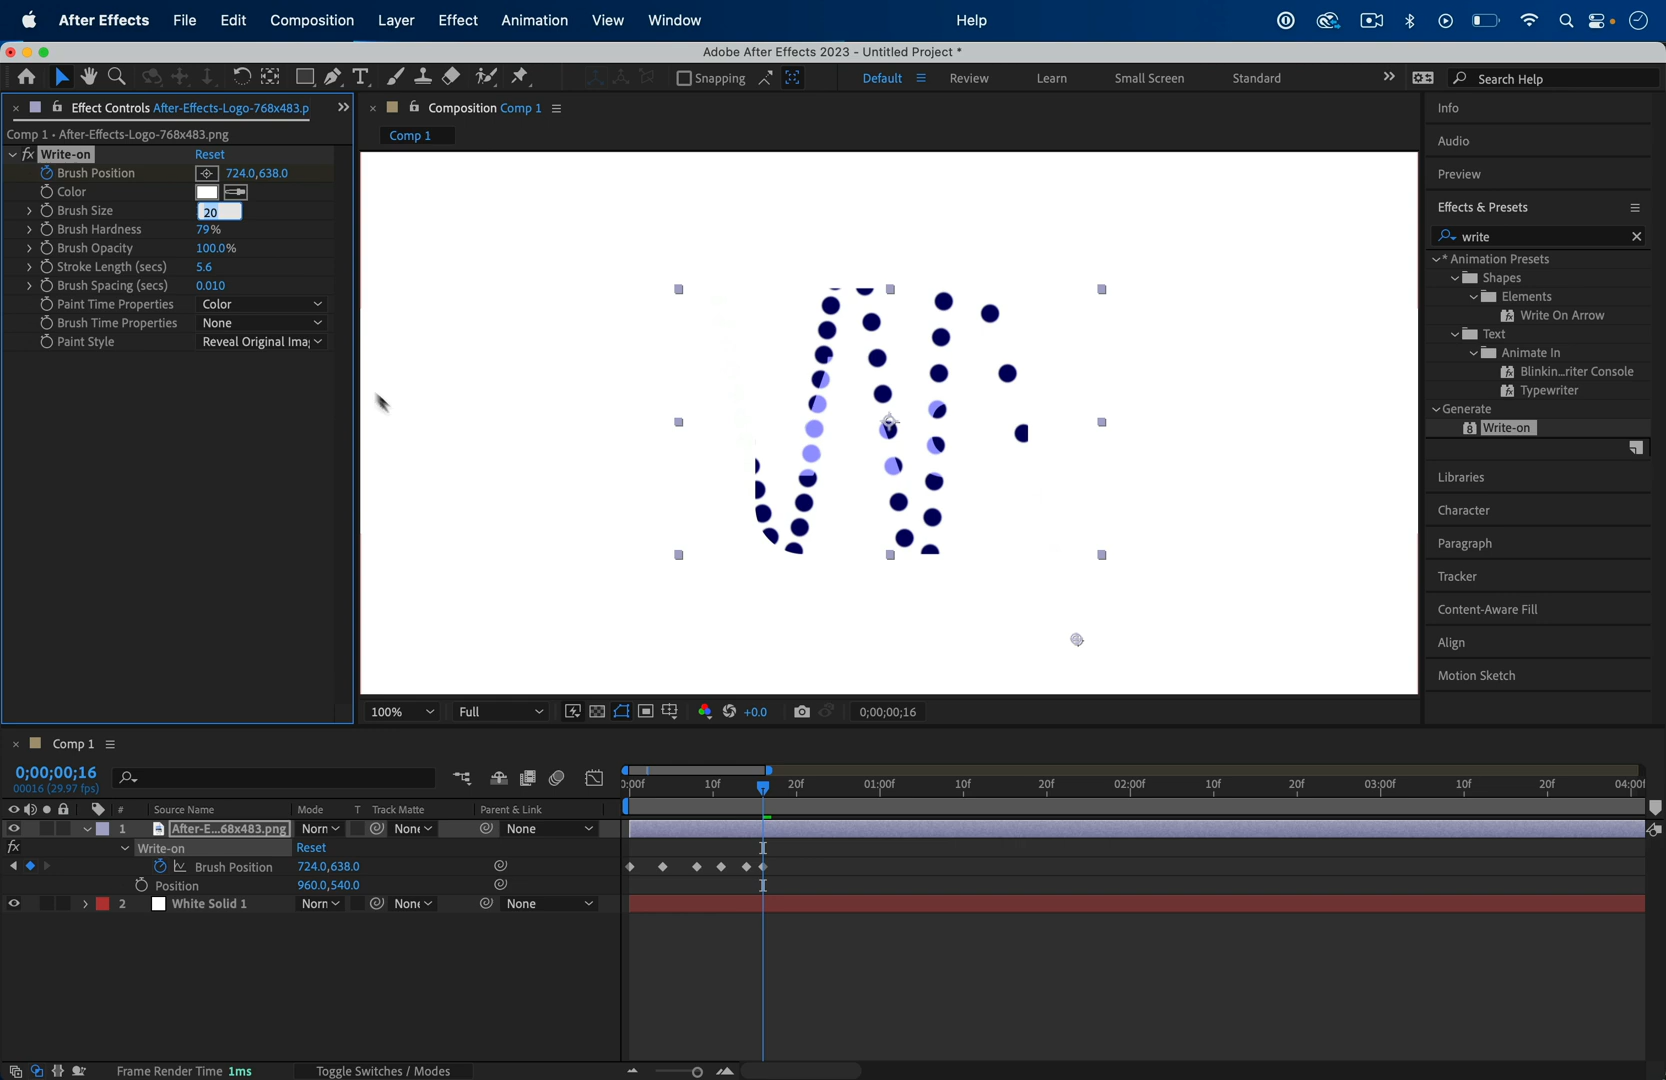 After Effects File Edit Composition Layer Effect Animation View Window Help
Adobe After Effects 2023 - Untitled Project *
Snapping Default Review Learn Small Screen Standard Search Help
Effect Controls After-Effects-Logo-768x483.p
Composition Comp 1
Comp 1 • After-Effects-Logo-768x483.png
Comp 1
fx Write-on Reset
Brush Position 724.0,638.0
Color
Brush Size 20
Brush Hardness 79%
Brush Opacity 100.0%
Stroke Length (secs) 5.6
Brush Spacing (secs) 0.010
Paint Time Properties Color
Brush Time Properties None
Paint Style Reveal Original Ima
100% Full +0.0 0;00;00;16
Info
Audio
Preview
Effects & Presets
write
* Animation Presets
Shapes
Elements
Write On Arrow
Text
Animate In
Blinkin...riter Console
Typewriter
Generate
8 Write-on
Libraries
Character
Paragraph
Tracker
Content-Aware Fill
Align
Motion Sketch
Comp 1
0;00;00;16
00016 (29.97 fps)
0:00f 10f 20f 01:00f 10f 20f 02:00f 10f 20f 03:00f 10f 20f 04:00f
# Source Name Mode T Track Matte Parent & Link
1 After-E...68x483.png Norn None None
fx Write-on Reset
Brush Position 724.0,638.0
Position 960.0,540.0
2 White Solid 1 Norn None None
Frame Render Time 1ms Toggle Switches / Modes